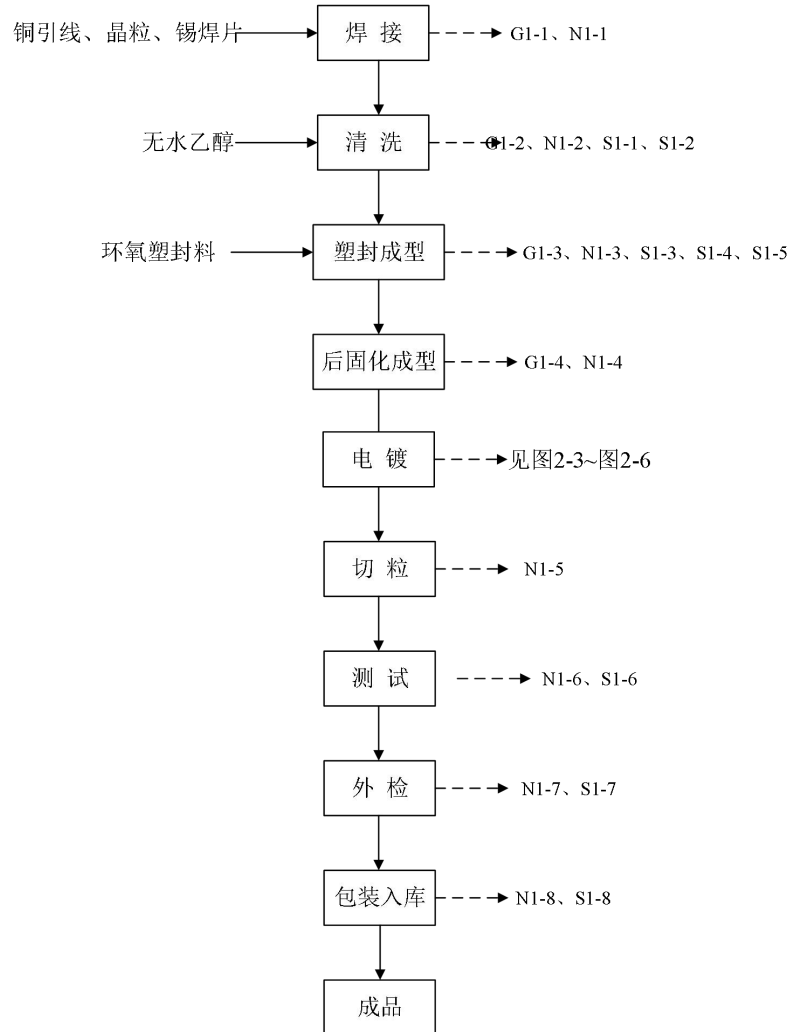 铜引线、晶粒、锡焊片
焊 接
G1-1、N1-1
无水乙醇
清 洗
G1-2、N1-2、S1-1、S1-2
环氧塑封料
塑封成型
G1-3、N1-3、S1-3、S1-4、S1-5
后固化成型
G1-4、N1-4
电 镀
见图2-3~图2-6
切 粒
N1-5
测 试
N1-6、S1-6
外 检
N1-7、S1-7
包装入库
N1-8、S1-8
成品